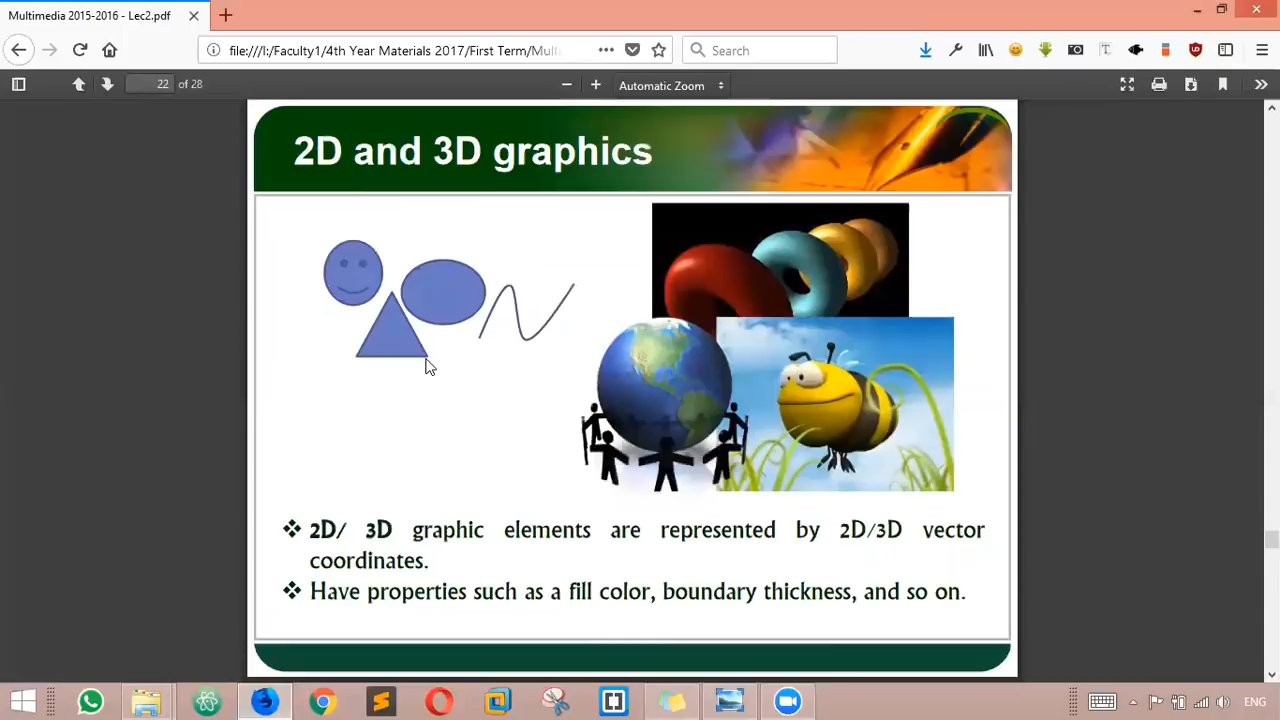 Multimedia 2015-2016 - Lec2.pdf
file:///I:/Faculty1/4th Year Materials 2017/First Term/Mult
Search
22 of 28
Automatic Zoom
2D and 3D graphics
❖ 2D/ 3D graphic elements are represented by 2D/3D vector
coordinates.
❖ Have properties such as a fill color, boundary thickness, and so on.
ENG